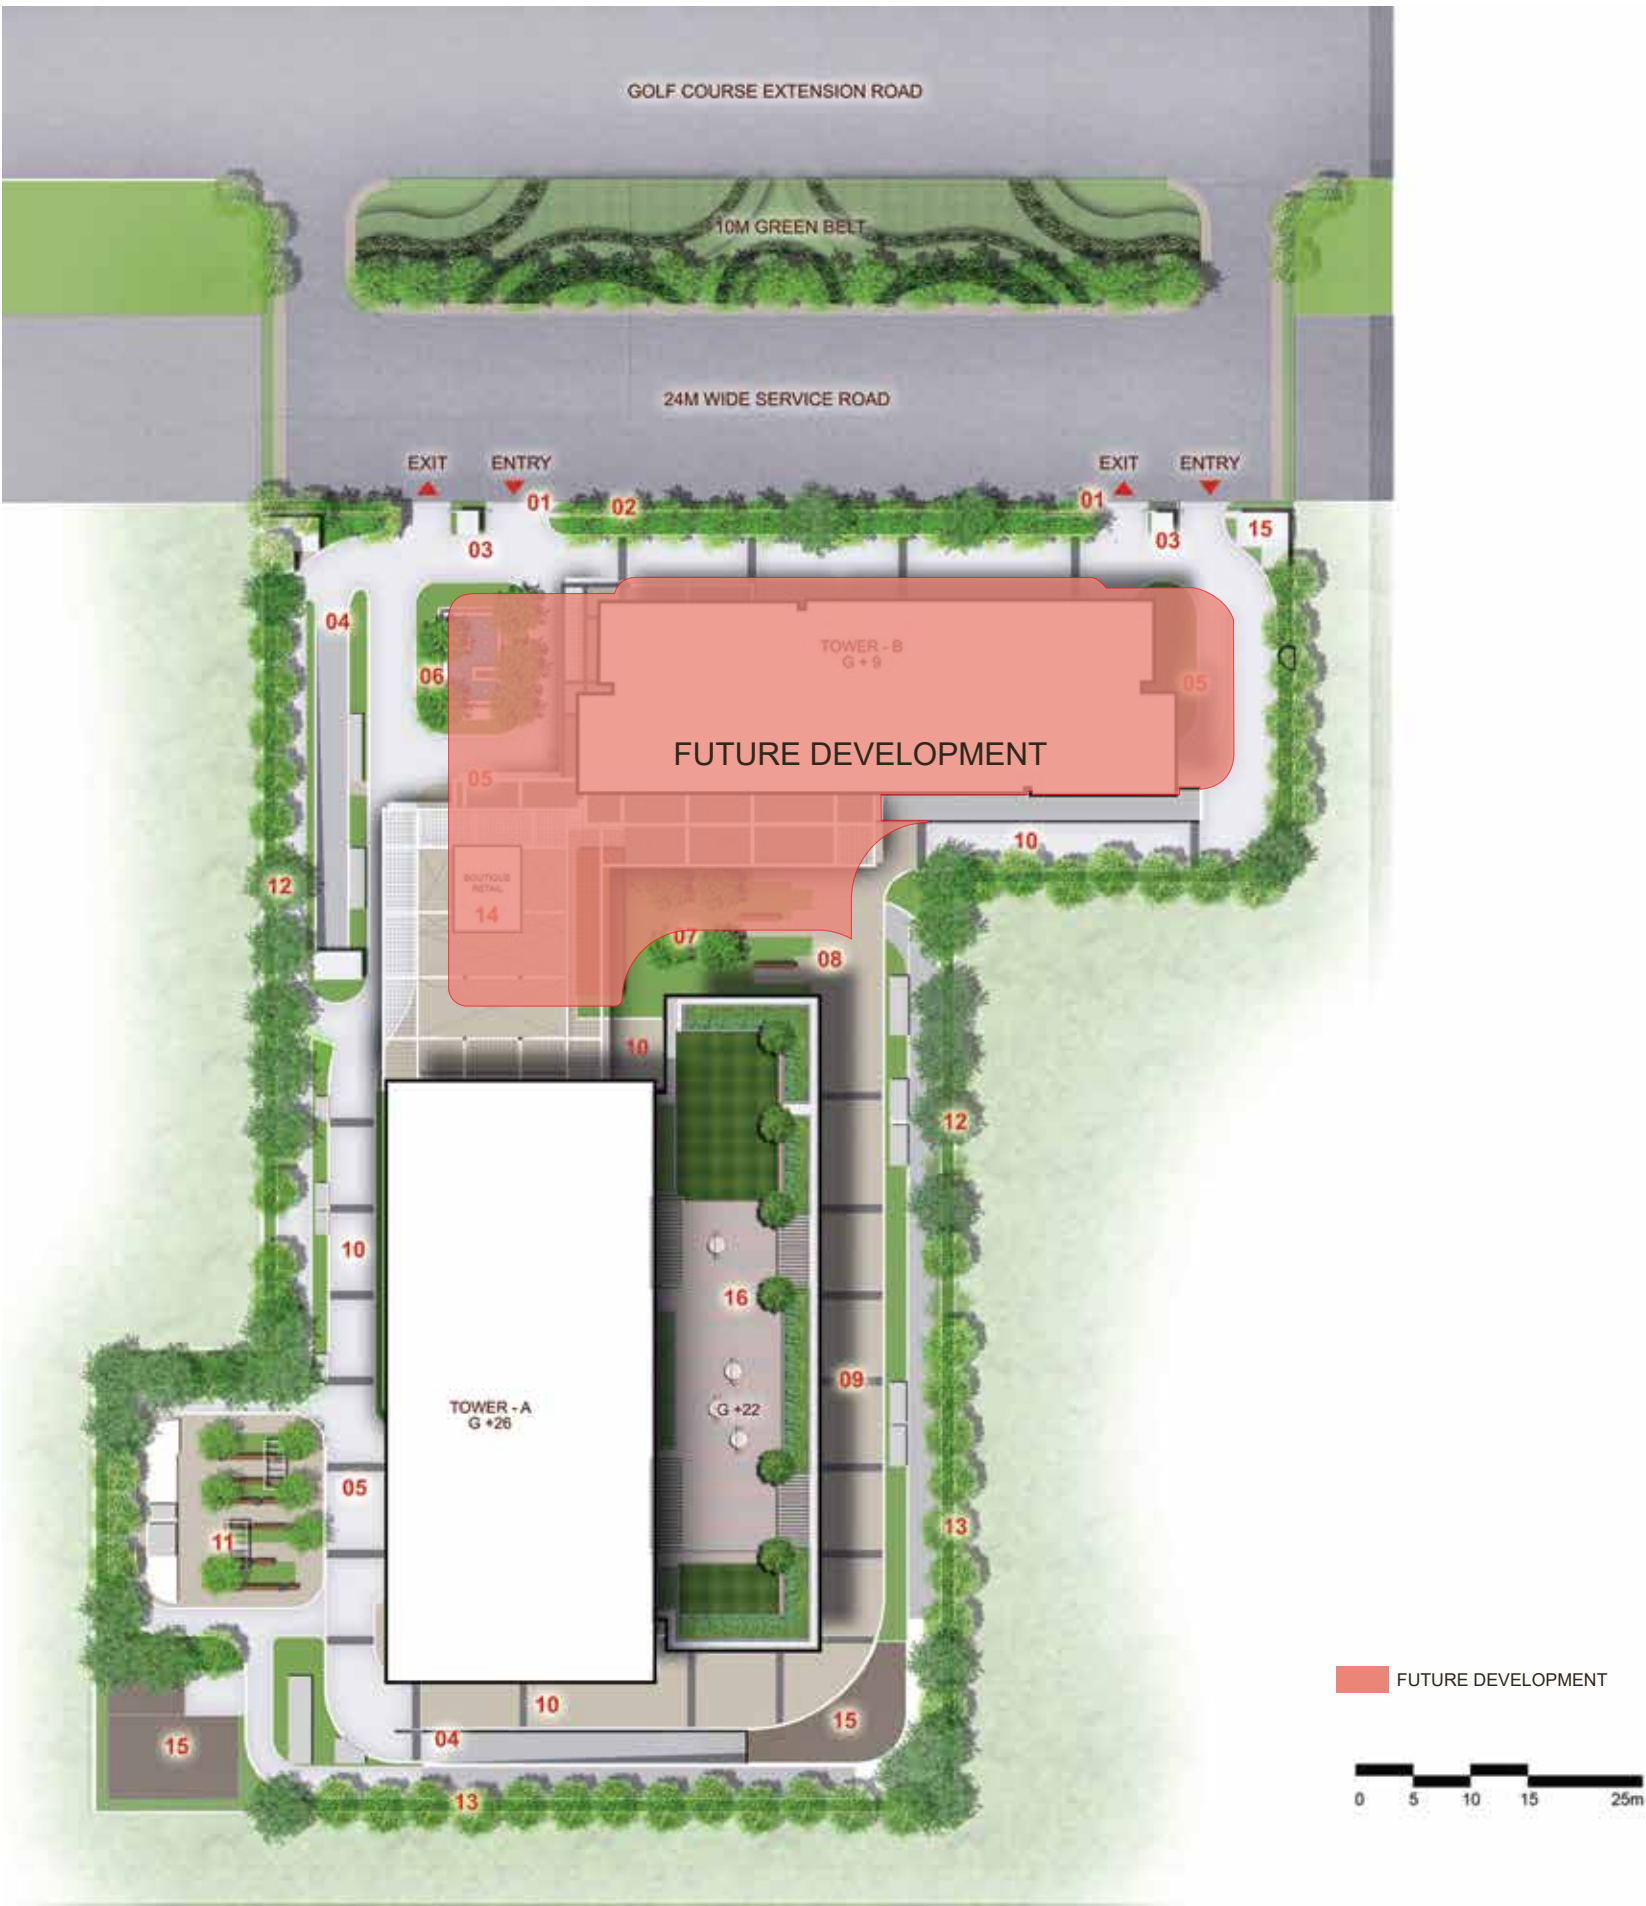 GOLF COURSE EXTENSION ROAD
10M GREEN BELT
24M WIDE SERVICE ROAD
EXIT
ENTRY
EXIT
ENTRY
01
02
01
03
03
15
04
TOWER - B
G + 9
06
05
FUTURE DEVELOPMENT
05
10
BOUTIQUE
RETAIL
14
12
07
08
10
12
10
16
09
TOWER - A
G +26
G +22
05
11
13
10
04
15
15
13
FUTURE DEVELOPMENT
0 5 10 15 25m